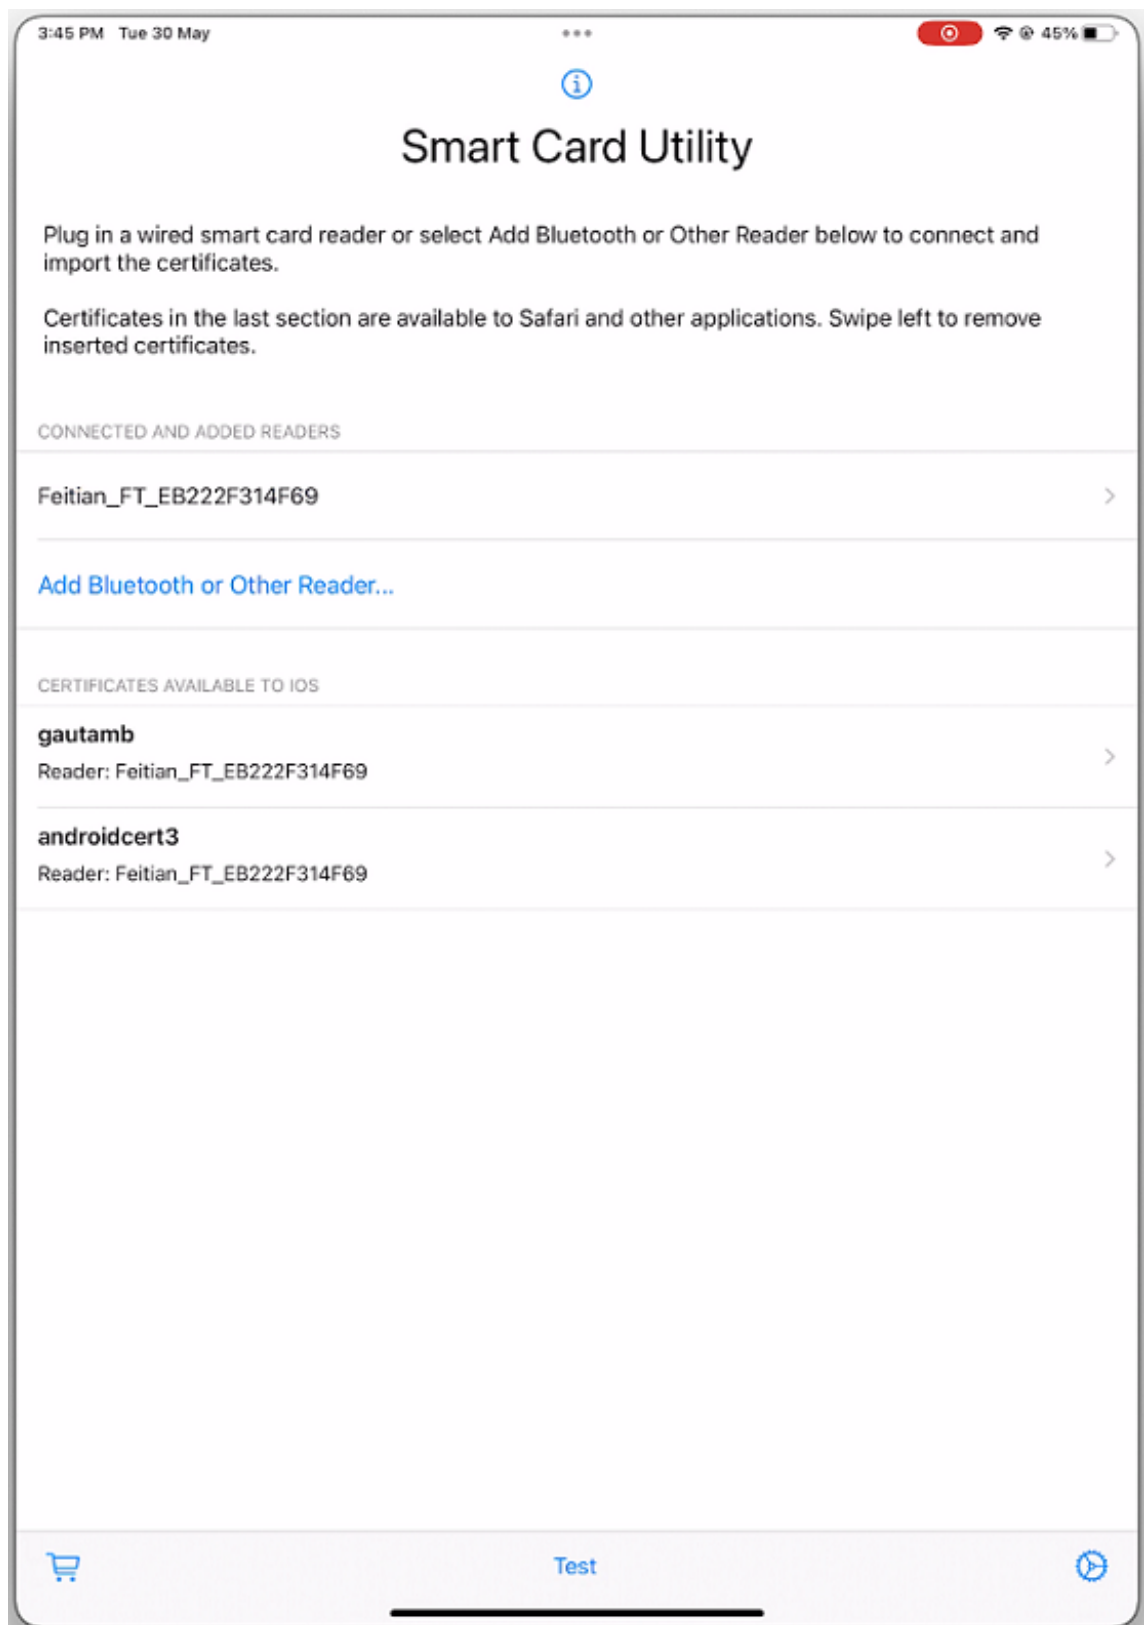 3:45 PM Tue 30 May
45%
Smart Card Utility
Plug in a wired smart card reader or select Add Bluetooth or Other Reader below to connect and
import the certificates.
Certificates in the last section are available to Safari and other applications. Swipe left to remove
inserted certificates.
CONNECTED AND ADDED READERS
Feitian_FT_EB222F314F69
Add Bluetooth or Other Reader...
CERTIFICATES AVAILABLE TO IOS
gautamb
Reader: Feitian_FT_EB222F314F69
androidcert3
Reader: Feitian_FT_EB222F314F69
Test